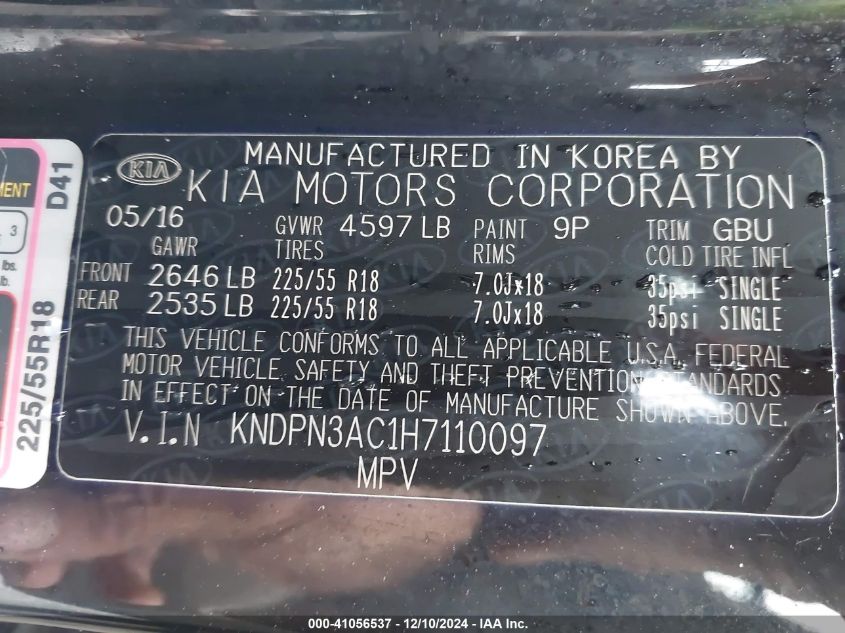 MANUFACTURED IN KOREA BY
KIA KIA MOTORS CORPORATION
05/16 GVWR 4597 LB PAINT 9P TRIM GBU
GAWR TIRES RIMS COLD TIRE INFL
FRONT 2646 LB 225/55 R18 7.0Jx18 35psi SINGLE
REAR 2535 LB 225/55 R18 7.0Jx18 35psi SINGLE
THIS VEHICLE CONFORMS TO ALL APPLICABLE U.S.A. FEDERAL
MOTOR VEHICLE SAFETY AND THEFT PREVENTION STANDARDS
IN EFFECT ON THE DATE OF MANUFACTURE SHOWN ABOVE.
V.I.N KNDPN3AC1H7110097
MPV
D41
3
lbs.
225/55R18
000-41056537 - 12/10/2024 - IAA Inc.